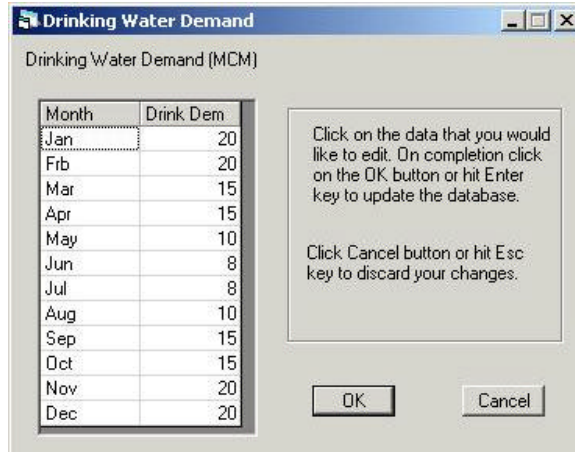 Drinking Water Demand
Drinking Water Demand (MCM)
Month Drink Dem
Jan 20
Frb 20
Mar 15
Apr 15
May 10
Jun 8
Jul 8
Aug 10
Sep 15
Oct 15
Nov 20
Dec 20
Click on the data that you would
like to edit. On completion click
on the OK button or hit Enter
key to update the database.
Click Cancel button or hit Esc
key to discard your changes.
OK Cancel